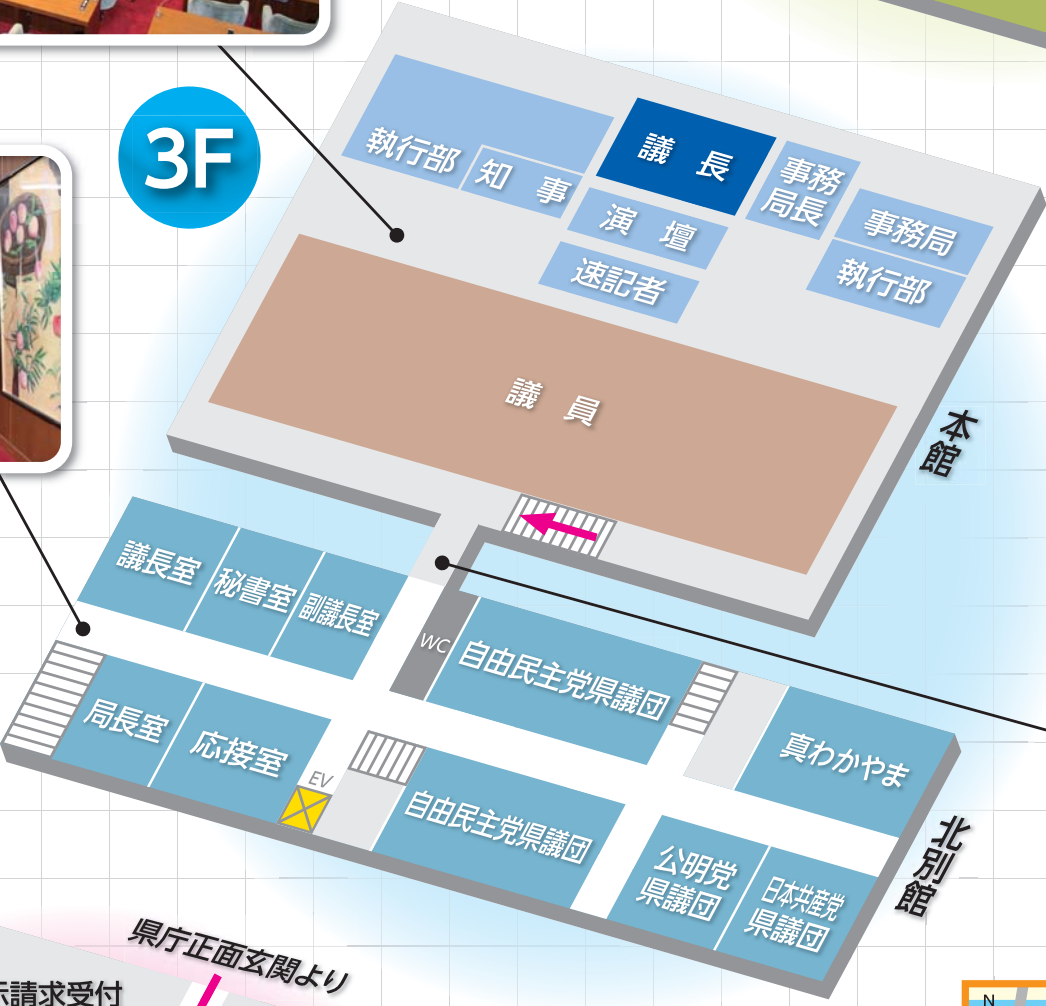 3F
執行部
知 事
議 長
事務
局長
演 壇
速記者
事務局
執行部
議 員
本館
議長室
秘書室
副議長室
WC
自由民主党県議団
真わかやま
局長室
応接室
EV
自由民主党県議団
公明党
県議団
日本共産党
県議団
北別館
県庁正面玄関より
示請求受付
N